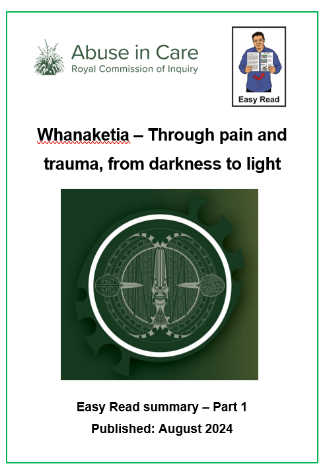 Abuse in Care
Royal Commission of Inquiry
Easy Read
Whanaketia – Through pain and
trauma, from darkness to light
Easy Read summary – Part 1
Published: August 2024